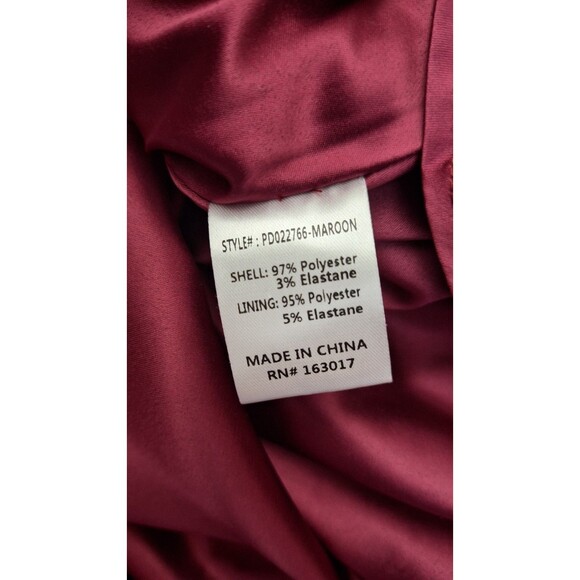 STYLE# : PD022766-MAROON
SHELL: 97% Polyester
3% Elastane
LINING: 95% Polyester
5% Elastane
MADE IN CHINA
RN# 163017